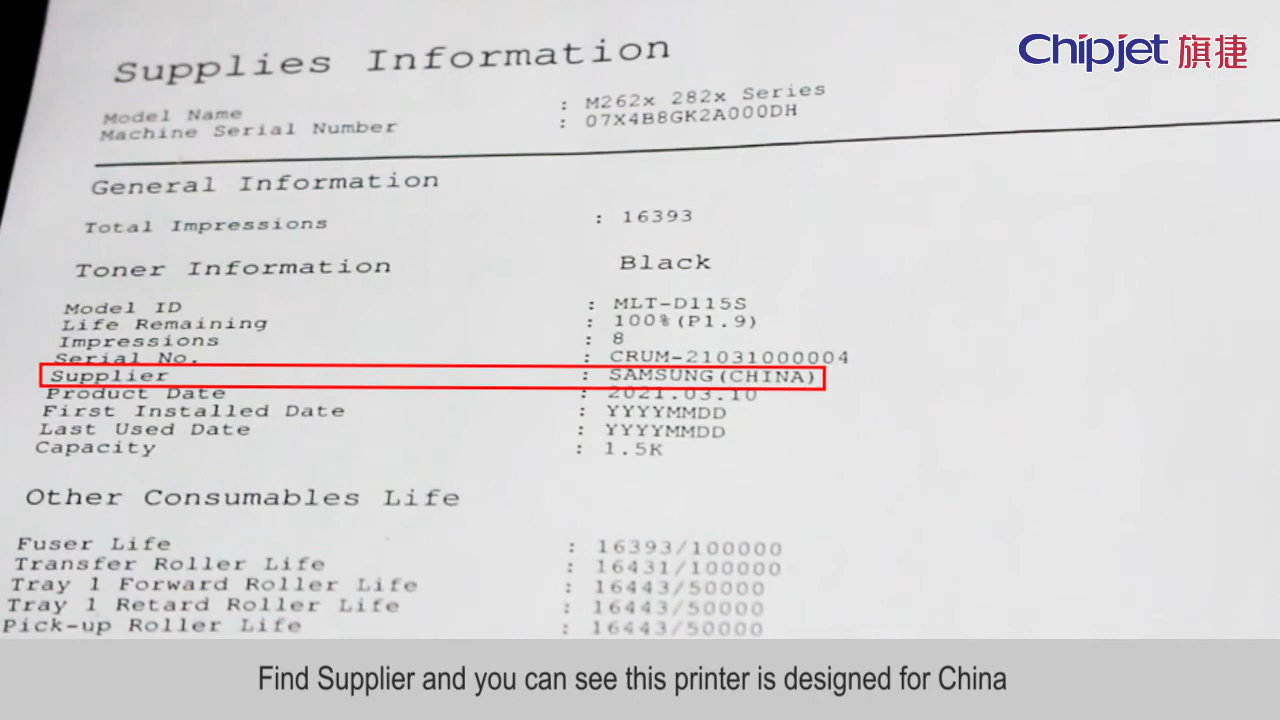 Chipjet 旗捷
Supplies Information
Model Name : M262x 282x Series
Machine Serial Number : 07X4B8GK2A000DH
General Information
Total Impressions : 16393
Toner Information Black
Model ID : MLT-D115S
Life Remaining : 100%(P1.9)
Impressions : 8
Serial No. : CRUM-21031000004
Supplier : SAMSUNG(CHINA)
Product Date : 2021.03.10
First Installed Date : YYYYMMDD
Last Used Date : YYYYMMDD
Capacity : 1.5K
Other Consumables Life
Fuser Life : 16393/100000
Transfer Roller Life : 16431/100000
Tray 1 Forward Roller Life : 16443/50000
Tray 1 Retard Roller Life : 16443/50000
Pick-up Roller Life : 16443/50000
Find Supplier and you can see this printer is designed for China